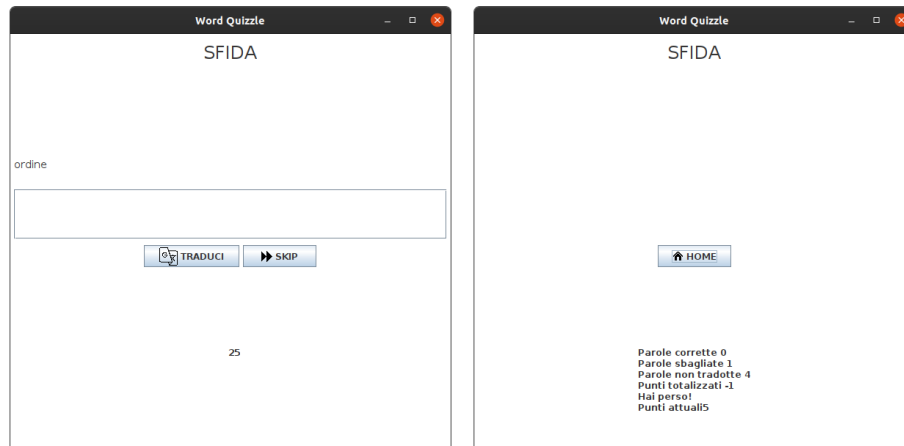 Word Quizzle
SFIDA
ordine
TRADUCI
SKIP
25
Word Quizzle
SFIDA
HOME
Parole corrette 0
Parole sbagliate 1
Parole non tradotte 4
Punti totalizzati -1
Hai perso!
Punti attuali5